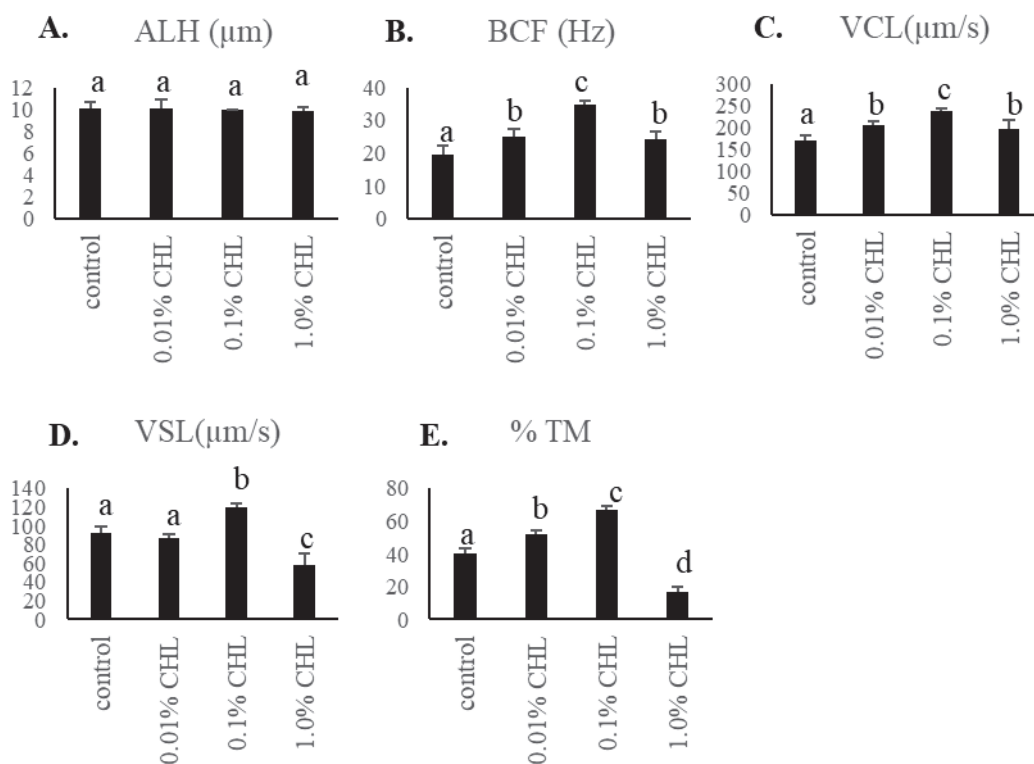 A. ALH (μm)
12
10
8
6
4
2
0
a a a a
control
0.01% CHL
0.1% CHL
1.0% CHL
B. BCF (Hz)
40
30
20
10
0
a b c b
control
0.01% CHL
0.1% CHL
1.0% CHL
C. VCL(μm/s)
300
250
200
150
100
50
0
a b c b
control
0.01% CHL
0.1% CHL
1.0% CHL
D. VSL(μm/s)
140
120
100
80
60
40
20
0
a a b c
control
0.01% CHL
0.1% CHL
1.0% CHL
E. % TM
80
60
40
20
0
a b c d
control
0.01% CHL
0.1% CHL
1.0% CHL